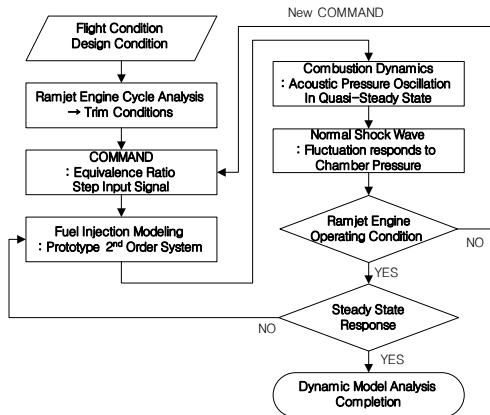 Flight Condition
Design Condition
Ramjet Engine Cycle Analysis
→ Trim Conditions
COMMAND
: Equivalence Ratio
Step Input Signal
Fuel Injection Modeling
: Prototype 2nd Order System
New COMMAND
Combustion Dynamics
: Acoustic Pressure Oscillation
In Quasi-Steady State
Normal Shock Wave
: Fluctuation responds to
Chamber Pressure
Ramjet Engine
Operating Condition
NO
YES
Steady State
Response
NO
YES
Dynamic Model Analysis
Completion